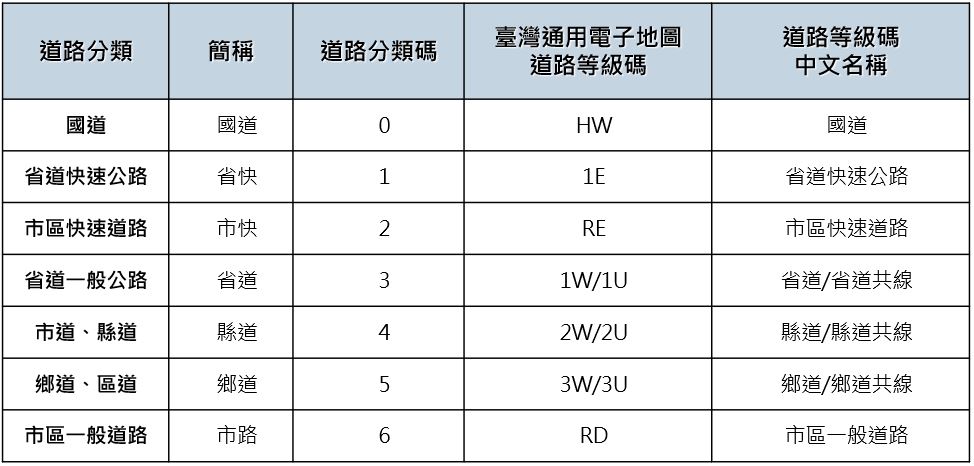 道路分類 簡稱 道路分類碼 臺灣通用電子地圖 道路等級碼
道路等級碼 中文名稱
國道 國道 0 HW 國道
省道快速公路 省快 1 1E 省道快速公路
市區快速道路 市快 2 RE 市區快速道路
省道一般公路 省道 3 1W/1U 省道/省道共線
市道、縣道 縣道 4 2W/2U 縣道/縣道共線
鄉道、區道 鄉道 5 3W/3U 鄉道/鄉道共線
市區一般道路 市路 6 RD 市區一般道路